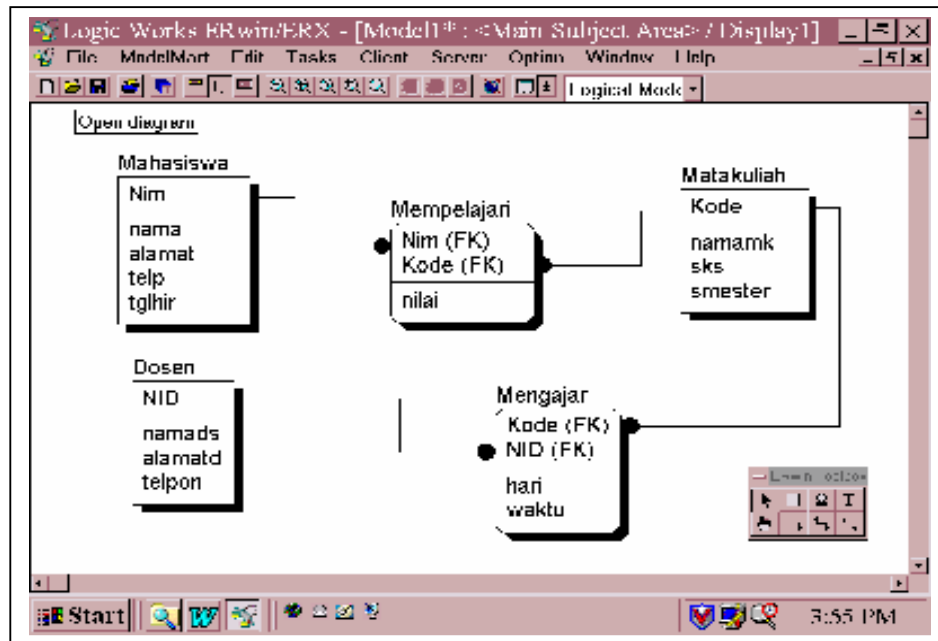 Logic Works ERwin/ERX - [Model1* : <Main Subject Area> / Display1]
File ModelMart Edit Tasks Client Server Option Window Help
Logical Mode
Open diagram
Mahasiswa
Nim
nama
alamat
telp
tglhir
Mempelajari
Nim (FK)
Kode (FK)
nilai
Matakuliah
Kode
namamk
sks
smester
Dosen
NID
namads
alamatd
telpon
Mengajar
Kode (FK)
NID (FK)
hari
waktu
T
Start
W
3:55 PM